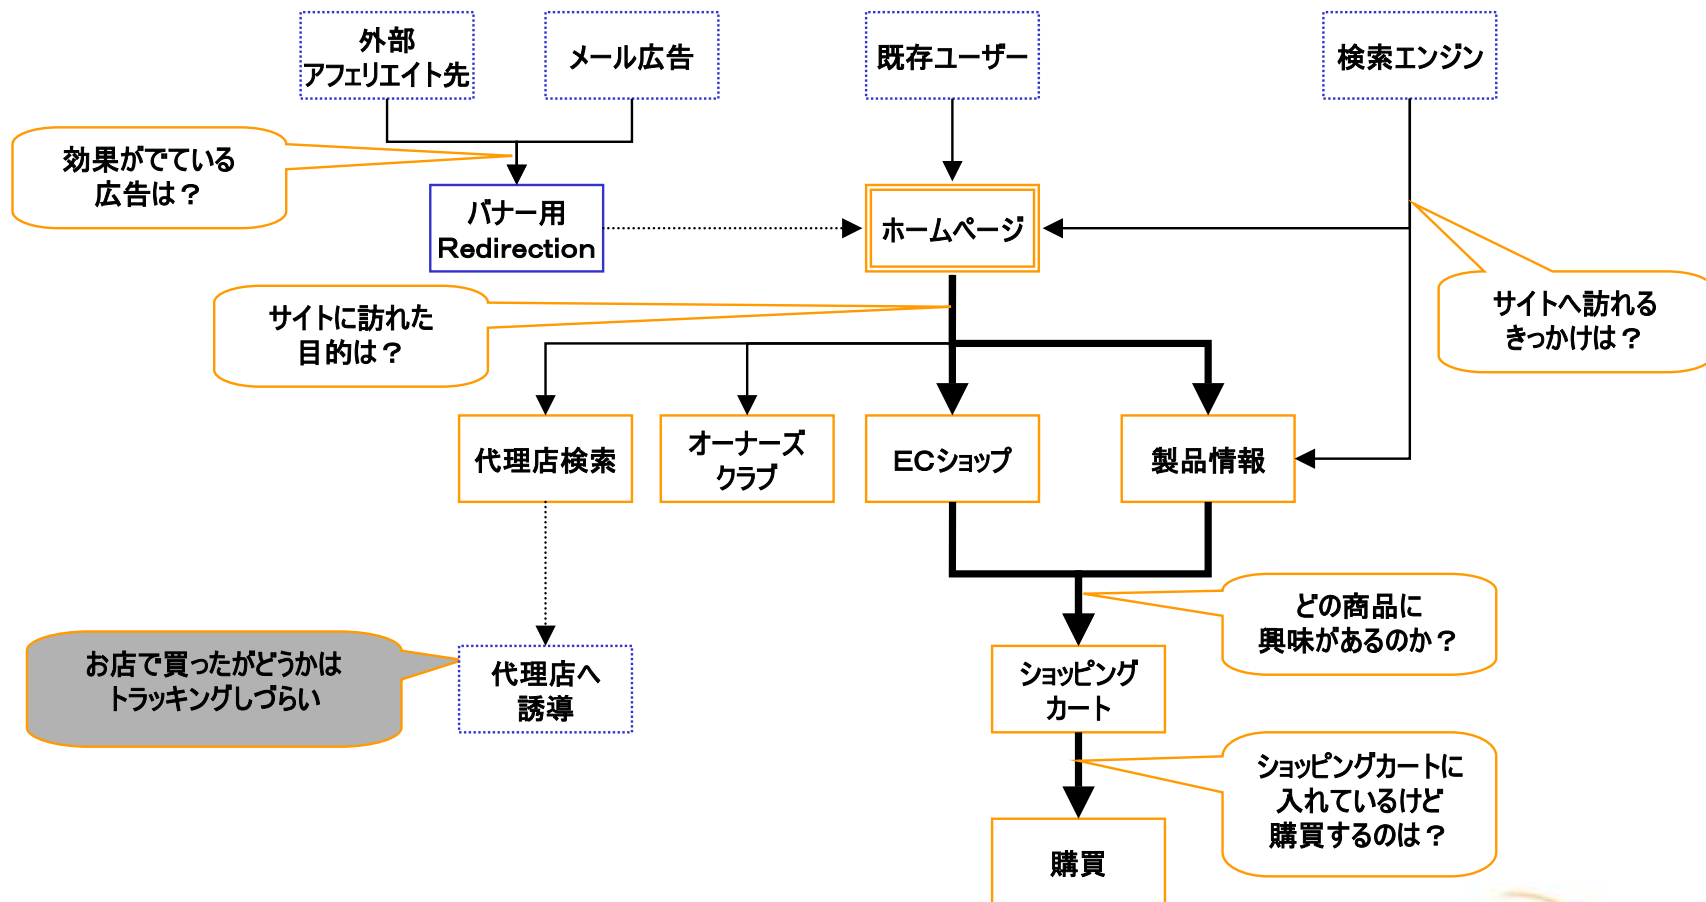 外部
アフェリエイト先
メール広告
既存ユーザー
検索エンジン
効果がでている
広告は？
バナー用
Redirection
ホームページ
サイトに訪れた
目的は？
サイトへ訪れる
きっかけは？
代理店検索
オーナーズ
クラブ
ECショップ
製品情報
どの商品に
興味があるのか？
お店で買ったがどうかは
トラッキングしづらい
代理店へ
誘導
ショッピング
カート
ショッピングカートに
入れているけど
購買するのは？
購買